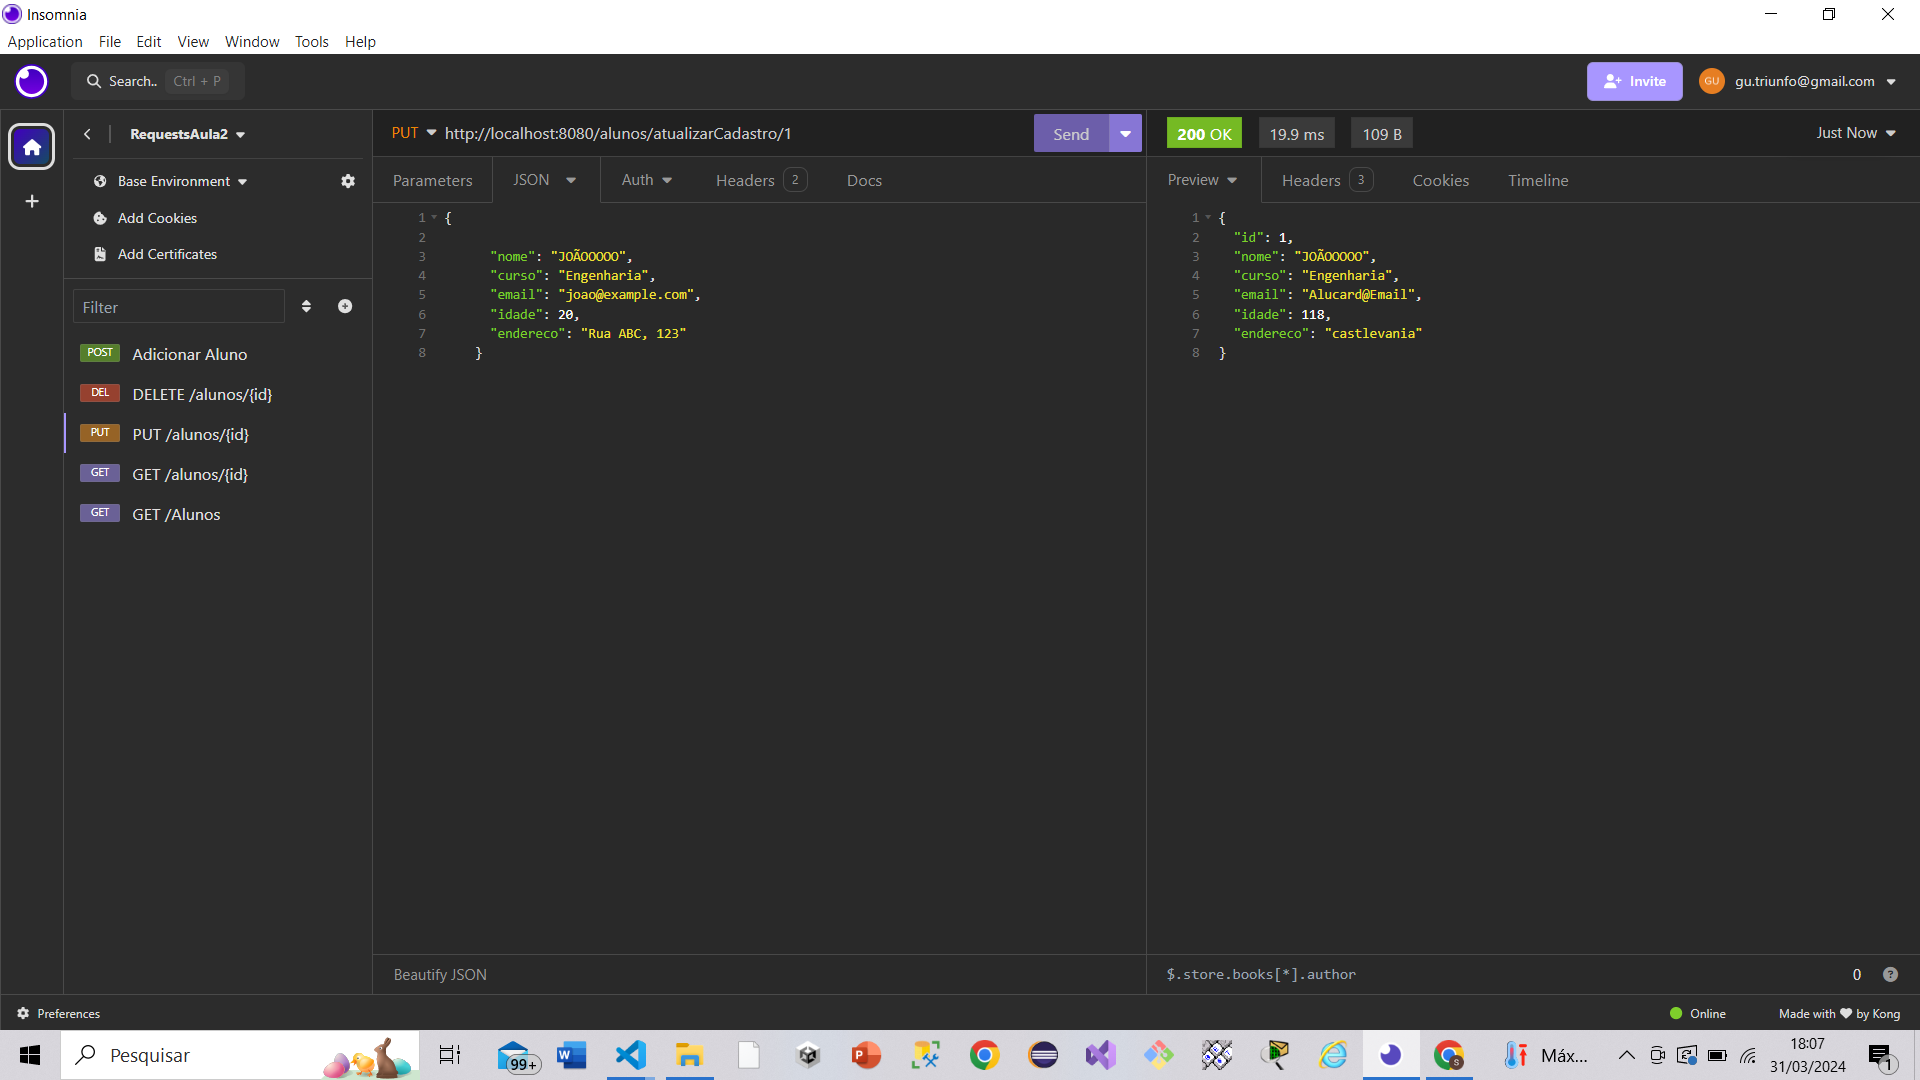 Insomnia
Application File Edit View Window Tools Help
Search.. Ctrl + P
Invite
GU
gu.triunfo@gmail.com
RequestsAula2
PUT http://localhost:8080/alunos/atualizarCadastro/1
Send
200 OK
19.9 ms
109 B
Just Now
Base Environment
Add Cookies
Add Certificates
Filter
POST Adicionar Aluno
DEL DELETE /alunos/{id}
PUT PUT /alunos/{id}
GET GET /alunos/{id}
GET GET /Alunos
Parameters JSON Auth Headers 2 Docs
1 {
2
3 "nome": "JOÃOOOOO",
4 "curso": "Engenharia",
5 "email": "joao@example.com",
6 "idade": 20,
7 "endereco": "Rua ABC, 123"
8 }
Beautify JSON
Preview Headers 3 Cookies Timeline
1 {
2 "id": 1,
3 "nome": "JOÃOOOOO",
4 "curso": "Engenharia",
5 "email": "Alucard@Email",
6 "idade": 118,
7 "endereco": "castlevania"
8 }
$.store.books[*].author
0
?
Preferences
Online
Made with ❤ by Kong
Pesquisar
99+
Máx...
18:07
31/03/2024
1